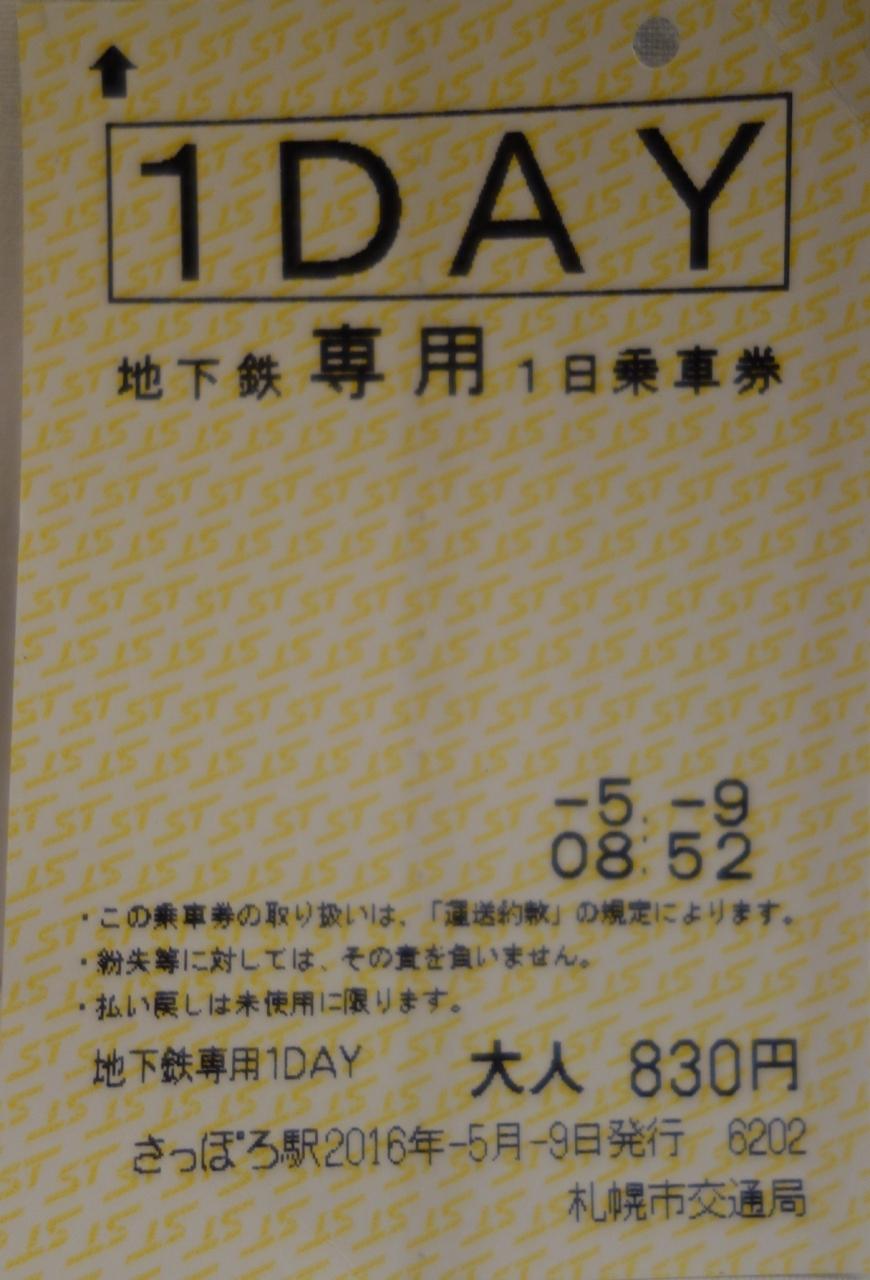 1DAY
地下鉄専用1日乗車券
-5.-9
08:52
・この乗車券の取り扱いは、「運送約款」の規定によります。
・紛失等に対しては、その責を負いません。
・払い戻しは未使用に限ります。
地下鉄専用1DAY 大人 830円
さっぽろ駅2016年-5月-9日発行 6202
札幌市交通局